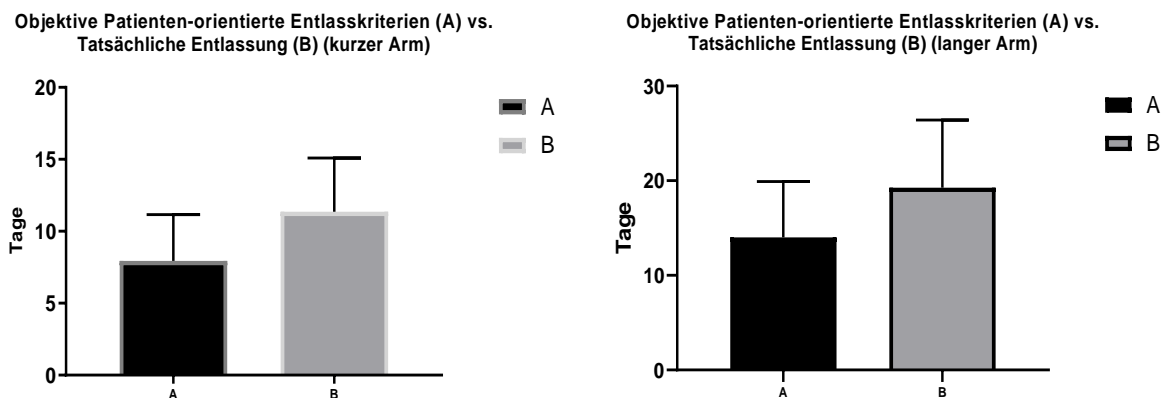 Objektive Patienten-orientierte Entlasskriterien (A) vs.
Tatsächliche Entlassung (B) (kurzer Arm)
20
15
10
5
0
Tage
A
B
A
B
Objektive Patienten-orientierte Entlasskriterien (A) vs.
Tatsächliche Entlassung (B) (langer Arm)
30
20
10
0
Tage
A
B
A
B